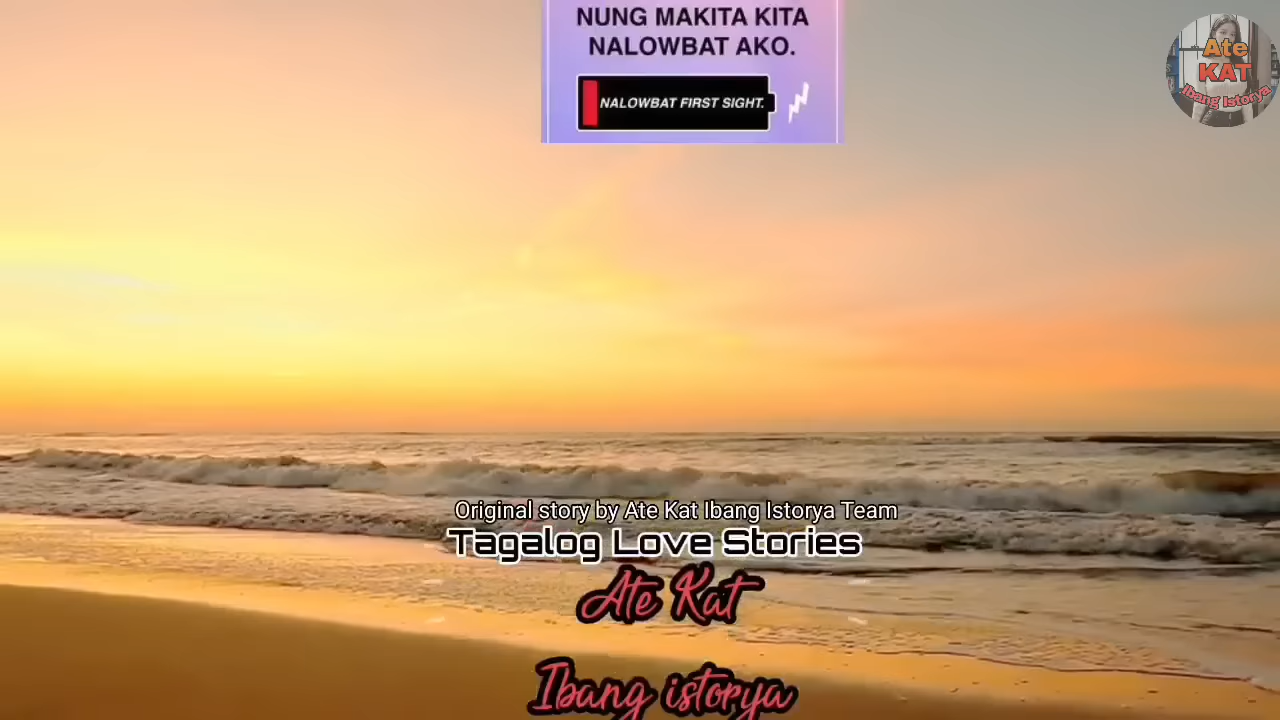 NUNG MAKITA KITA
NALOWBAT AKO.
NALOWBAT FIRST SIGHT.
Ate
KAT
Ibang Istorya
Original story by Ate Kat Ibang Istorya Team
Tagalog Love Stories
Ate Kat
Ibang istorya